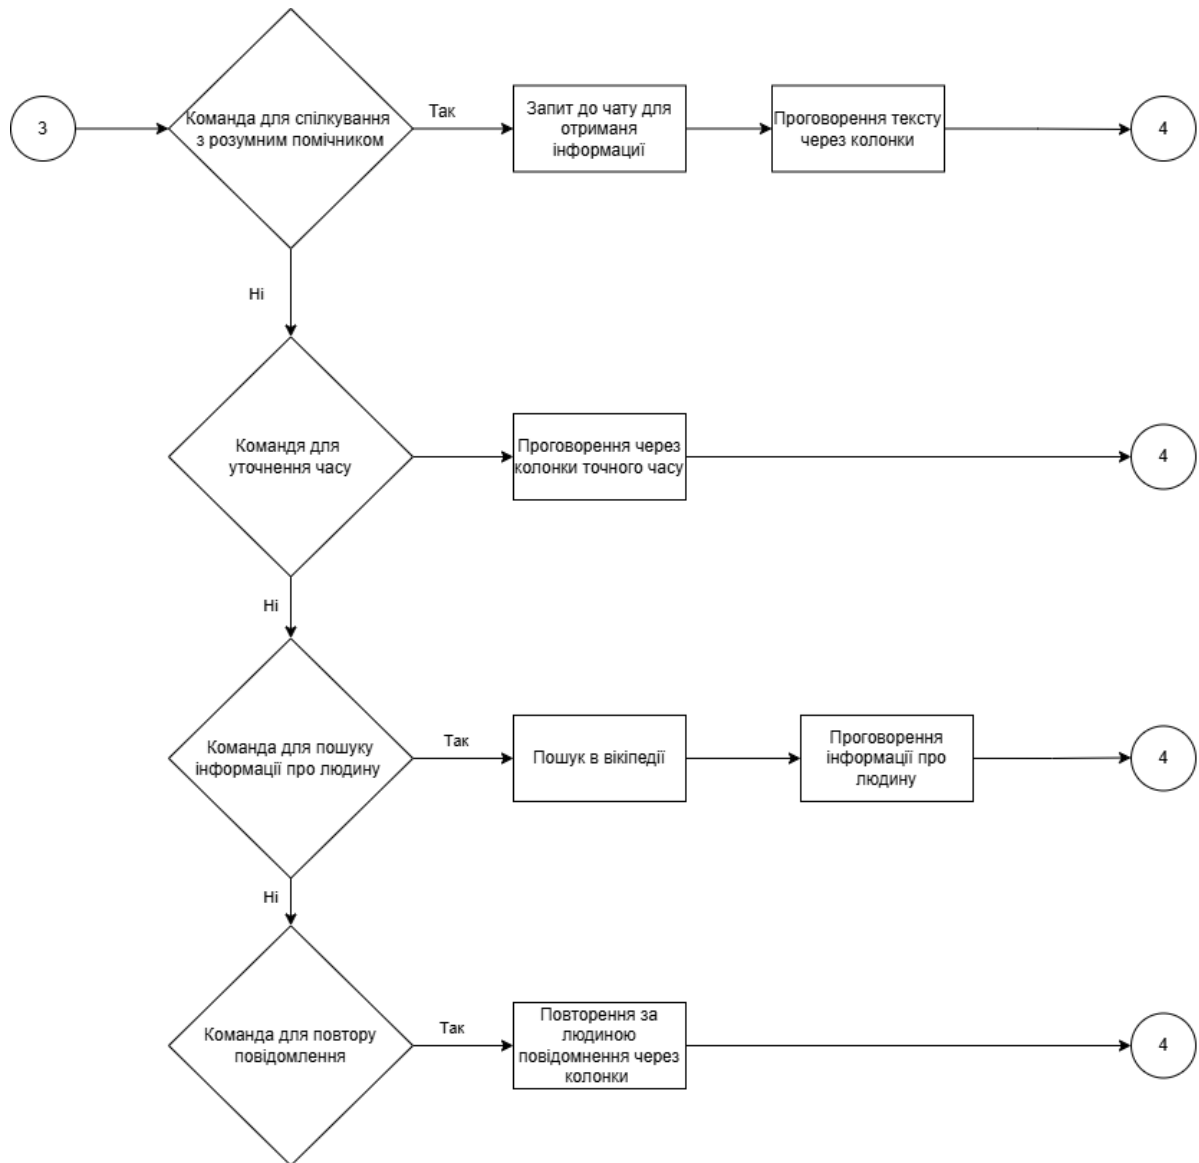 3
Команда для спілкування
з розумним помічником
Так
Запит до чату для
отриманя
інформациї
Проговорення тексту
через колонки
4
Ні
Командя для
уточнення часу
Проговорення через
колонки точного часу
4
Ні
Команда для пошуку
інформації про людину
Так
Пошук в вікіпедії
Проговорення
інформації про
людину
4
Ні
Команда для повтору
повідомлення
Так
Повторення за
людиною
повідомнення через
колонки
4